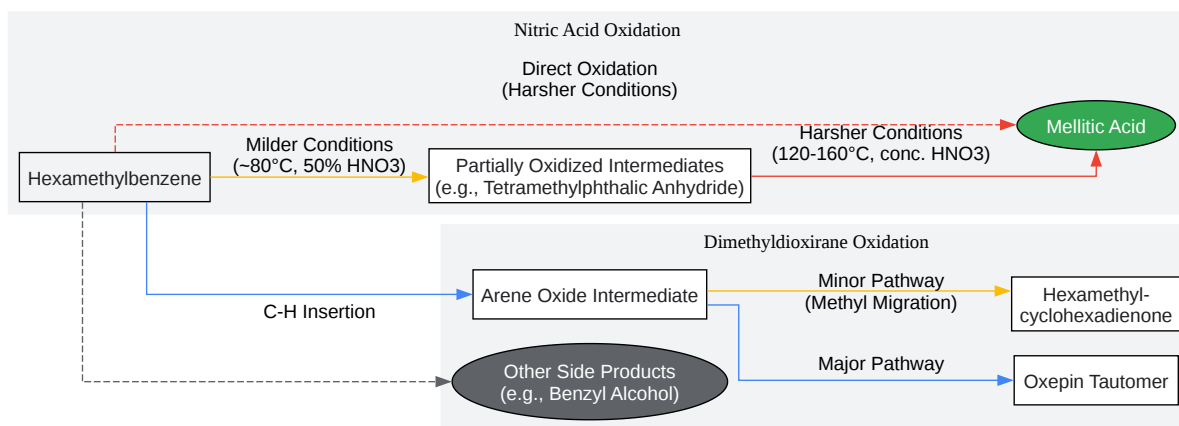 Nitric Acid Oxidation
Direct Oxidation
(Harsher Conditions)
Mellitic Acid
Milder Conditions
(~80°C, 50% HNO3)
Harsher Conditions
(120-160°C, conc. HNO3)
Hexamethylbenzene
Partially Oxidized Intermediates
(e.g., Tetramethylphthalic Anhydride)
Dimethyldioxirane Oxidation
C-H Insertion
Arene Oxide Intermediate
Minor Pathway
(Methyl Migration)
Hexamethyl-
cyclohexadienone
Other Side Products
(e.g., Benzyl Alcohol)
Major Pathway
Oxepin Tautomer